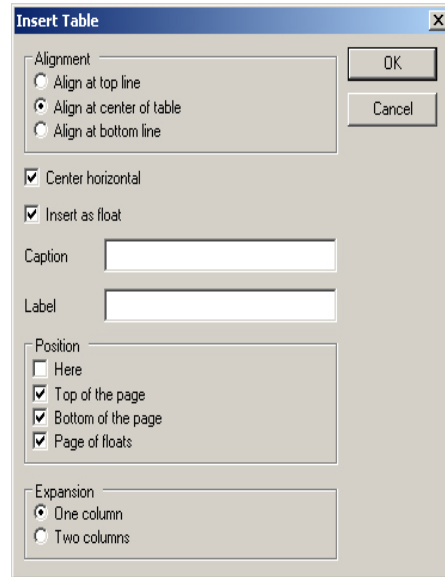 Insert Table
Alignment
Align at top line
Align at center of table
Align at bottom line
OK
Cancel
Center horizontal
Insert as float
Caption
Label
Position
Here
Top of the page
Bottom of the page
Page of floats
Expansion
One column
Two columns